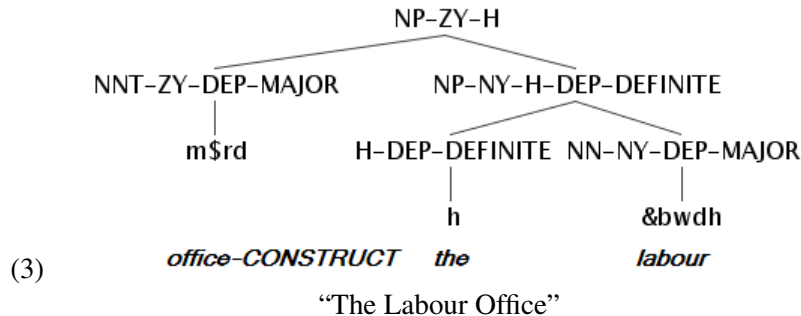 NP-ZY-H
NNT-ZY-DEP-MAJOR NP-NY-H-DEP-DEFINITE
m$rd H-DEP-DEFINITE NN-NY-DEP-MAJOR
h &bwdh
(3) office-CONSTRUCT the labour
“The Labour Office”